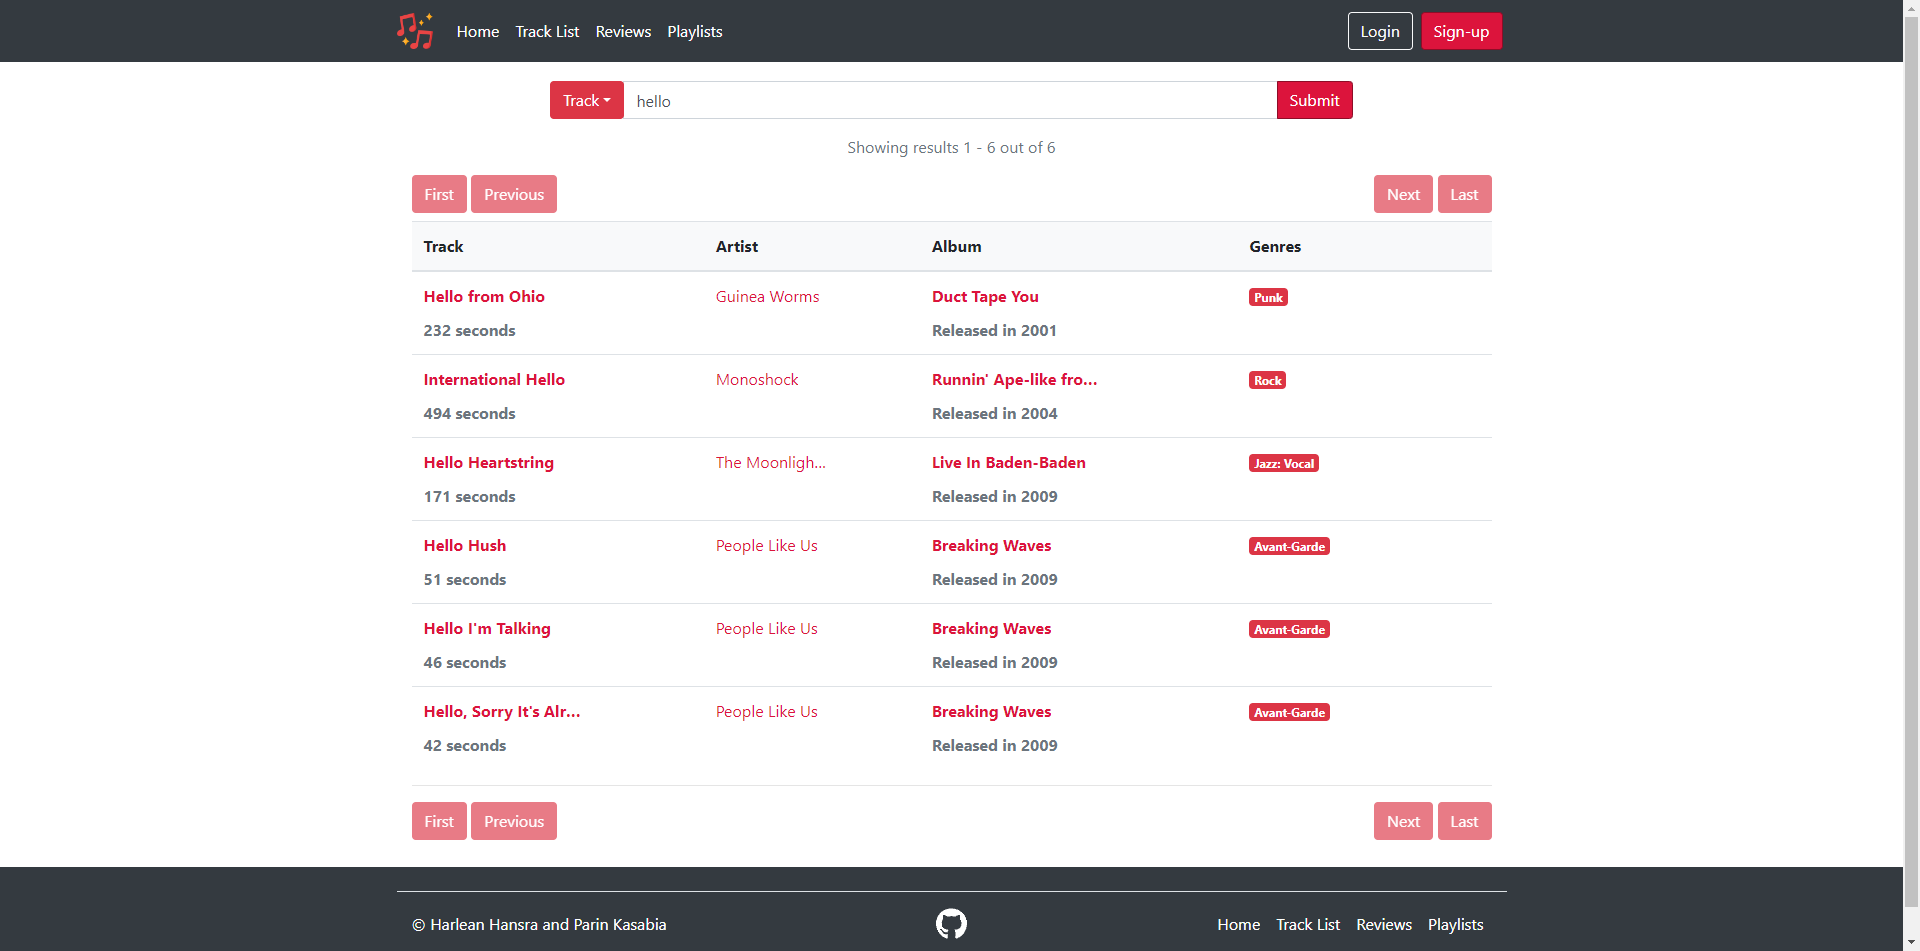 Home Track List Reviews Playlists Login Sign-up
Track hello Submit
Showing results 1 - 6 out of 6
First Previous Next Last
Track Artist Album Genres
Hello from Ohio Guinea Worms Duct Tape You Punk
232 seconds Released in 2001
International Hello Monoshock Runnin' Ape-like fro... Rock
494 seconds Released in 2004
Hello Heartstring The Moonligh... Live In Baden-Baden Jazz: Vocal
171 seconds Released in 2009
Hello Hush People Like Us Breaking Waves Avant-Garde
51 seconds Released in 2009
Hello I'm Talking People Like Us Breaking Waves Avant-Garde
46 seconds Released in 2009
Hello, Sorry It's Alr... People Like Us Breaking Waves Avant-Garde
42 seconds Released in 2009
First Previous Next Last
© Harlean Hansra and Parin Kasabia Home Track List Reviews Playlists